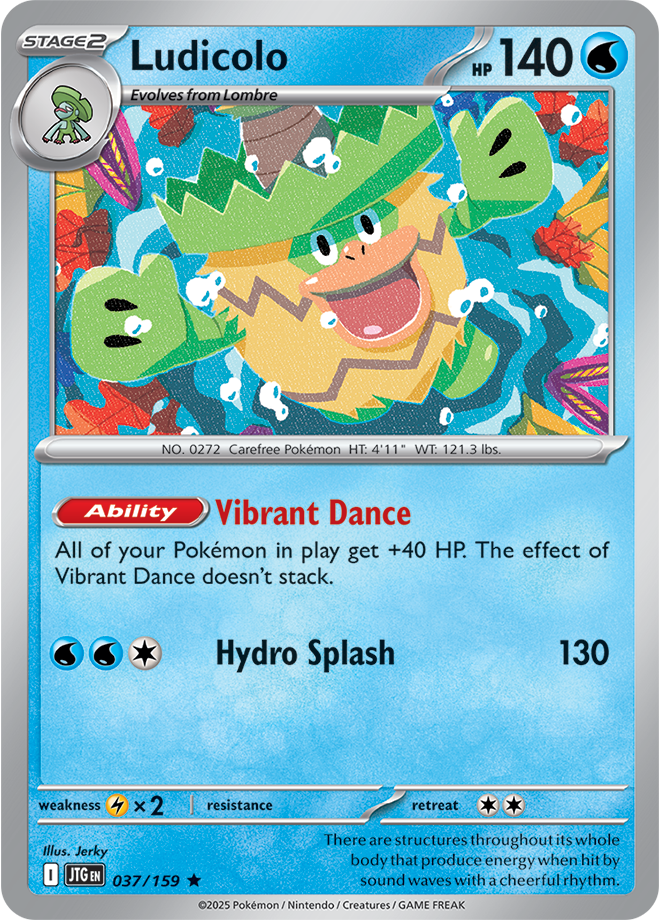 STAGE2
Ludicolo
HP 140
Evolves from Lombre
NO. 0272 Carefree Pokémon HT: 4'11" WT: 121.3 lbs.
Ability Vibrant Dance
All of your Pokémon in play get +40 HP. The effect of
Vibrant Dance doesn't stack.
Hydro Splash 130
weakness ×2 resistance retreat
Illus. Jerky
I JTG EN 037/159 ★
There are structures throughout its whole
body that produce energy when hit by
sound waves with a cheerful rhythm.
©2025 Pokémon / Nintendo / Creatures / GAME FREAK